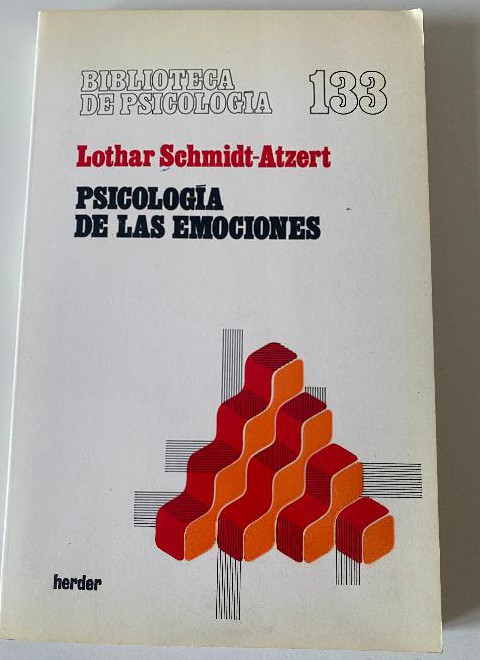 BIBLIOTECA
DE PSICOLOGIA
133
Lothar Schmidt-Atzert
PSICOLOGÍA
DE LAS EMOCIONES
herder